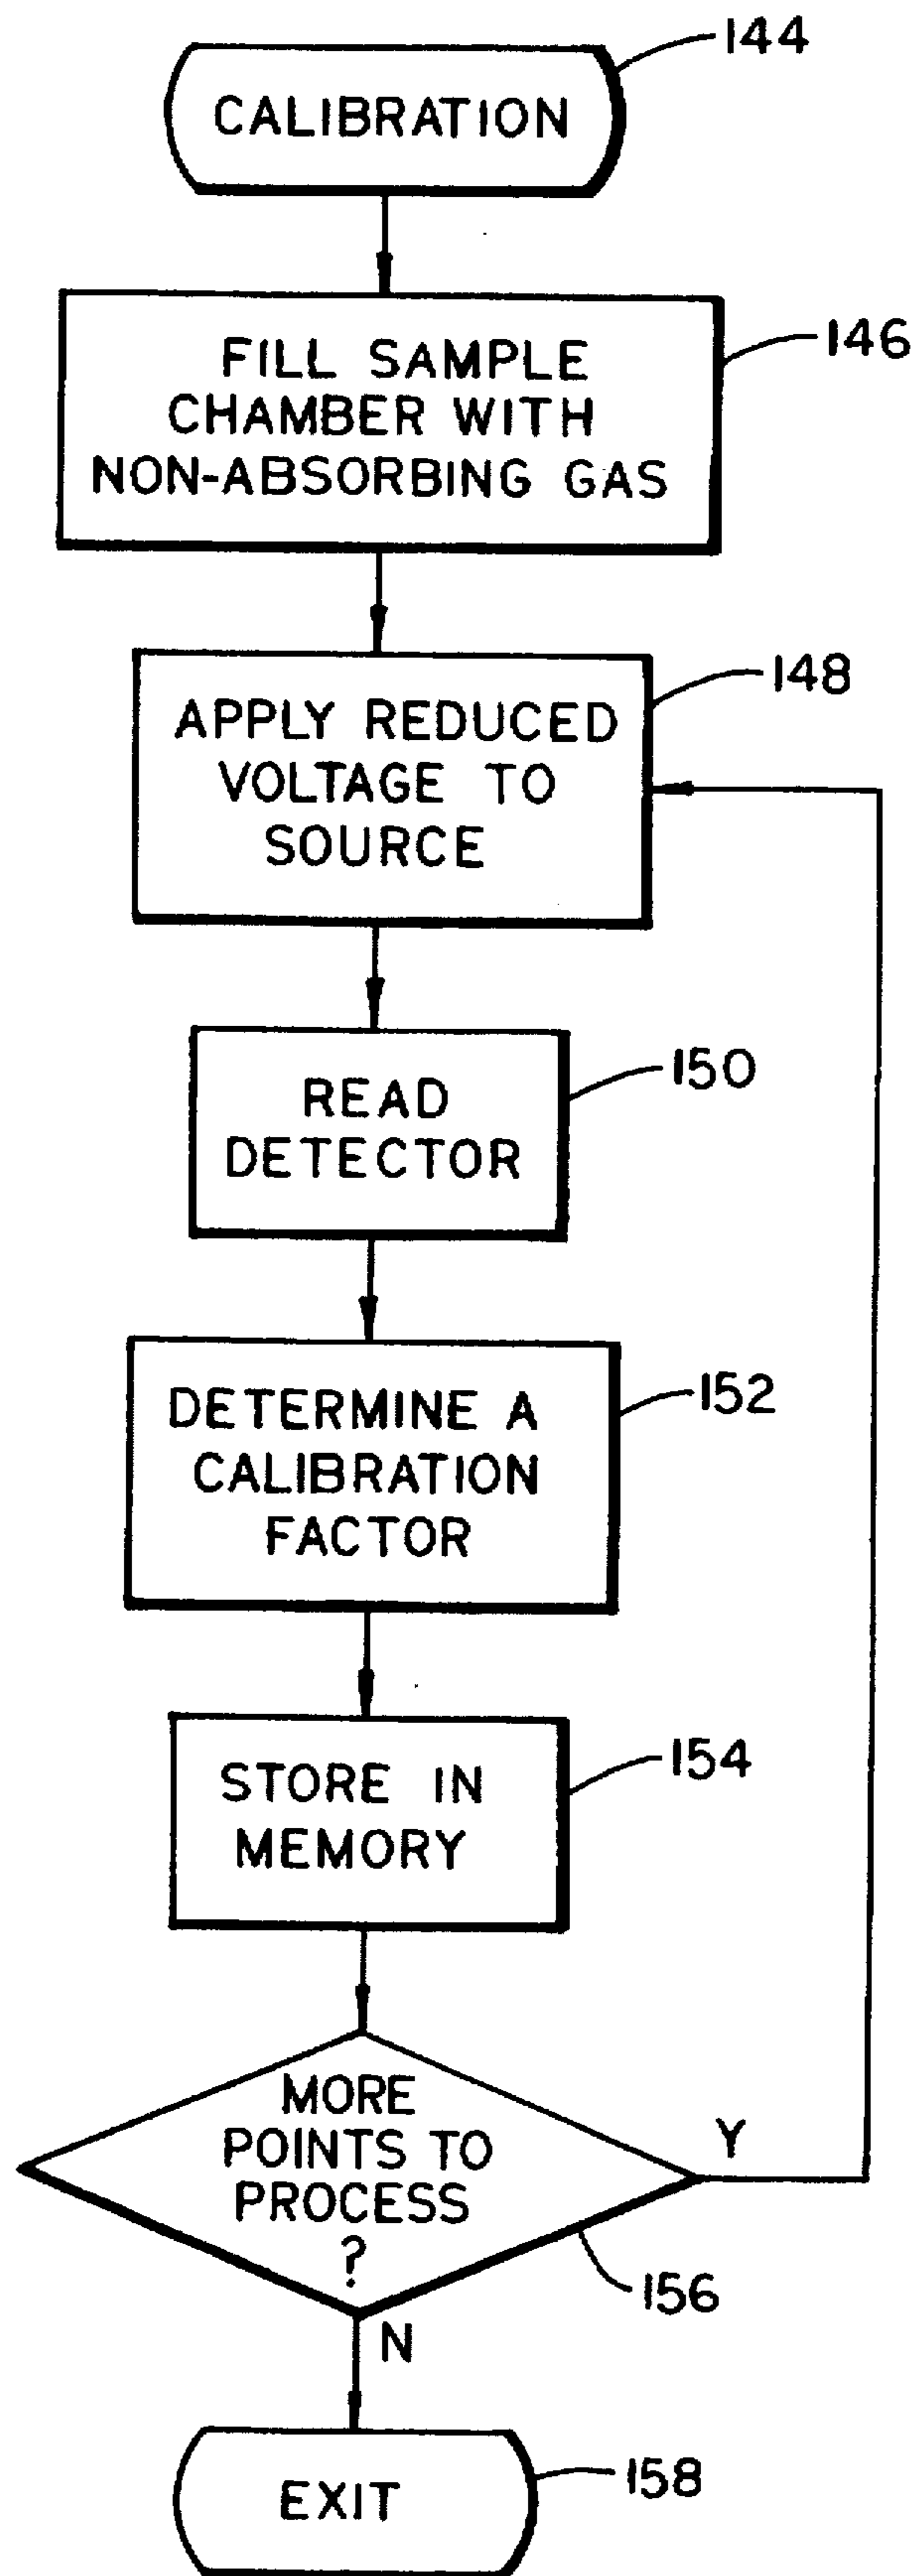 144
CALIBRATION
146
FILL SAMPLE
CHAMBER WITH
NON-ABSORBING GAS
148
APPLY REDUCED
VOLTAGE TO
SOURCE
150
READ
DETECTOR
152
DETERMINE A
CALIBRATION
FACTOR
154
STORE IN
MEMORY
MORE
POINTS TO
PROCESS
?
Y
156
N
158
EXIT